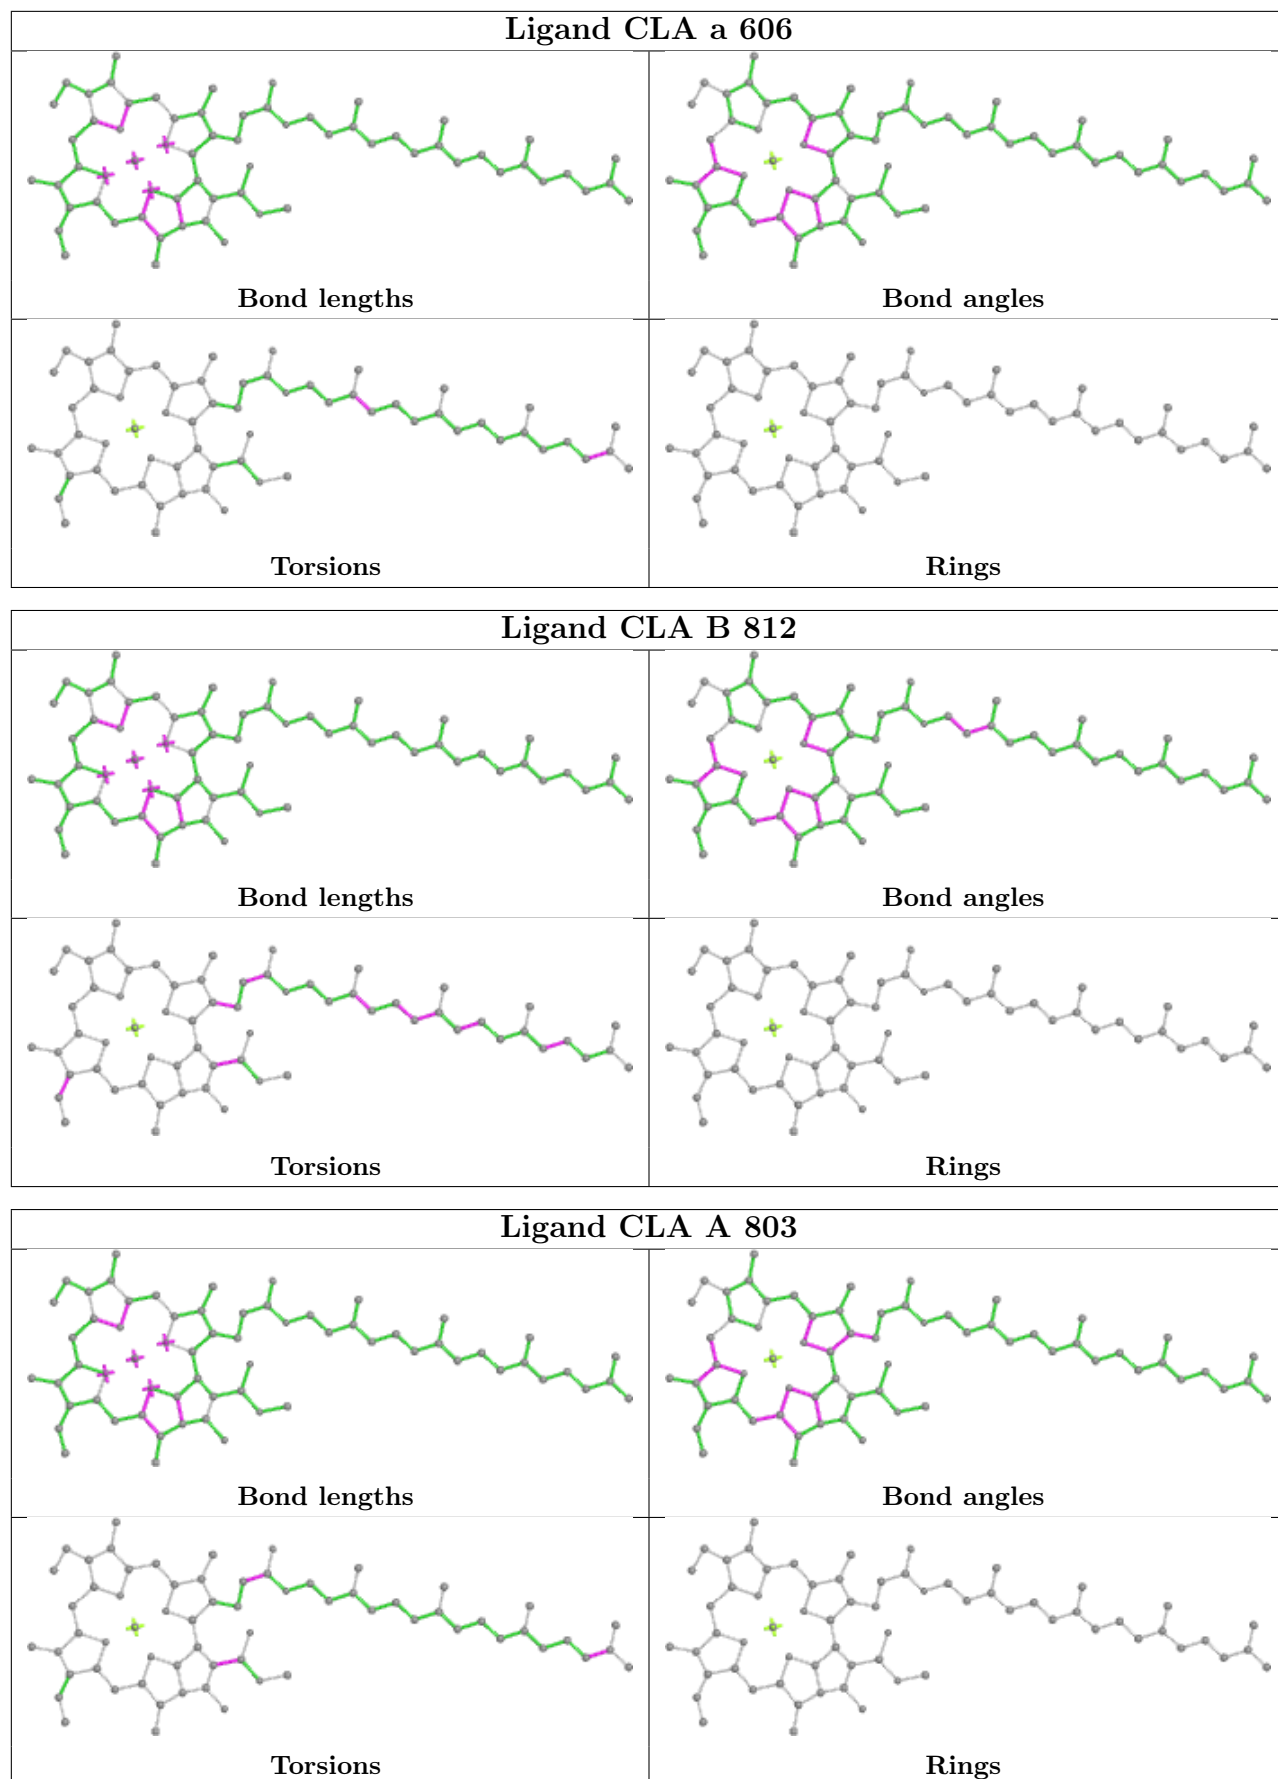 Ligand CLA a 606
Bond lengths
Bond angles
Torsions
Rings
Ligand CLA B 812
Bond lengths
Bond angles
Torsions
Rings
Ligand CLA A 803
Bond lengths
Bond angles
Torsions
Rings